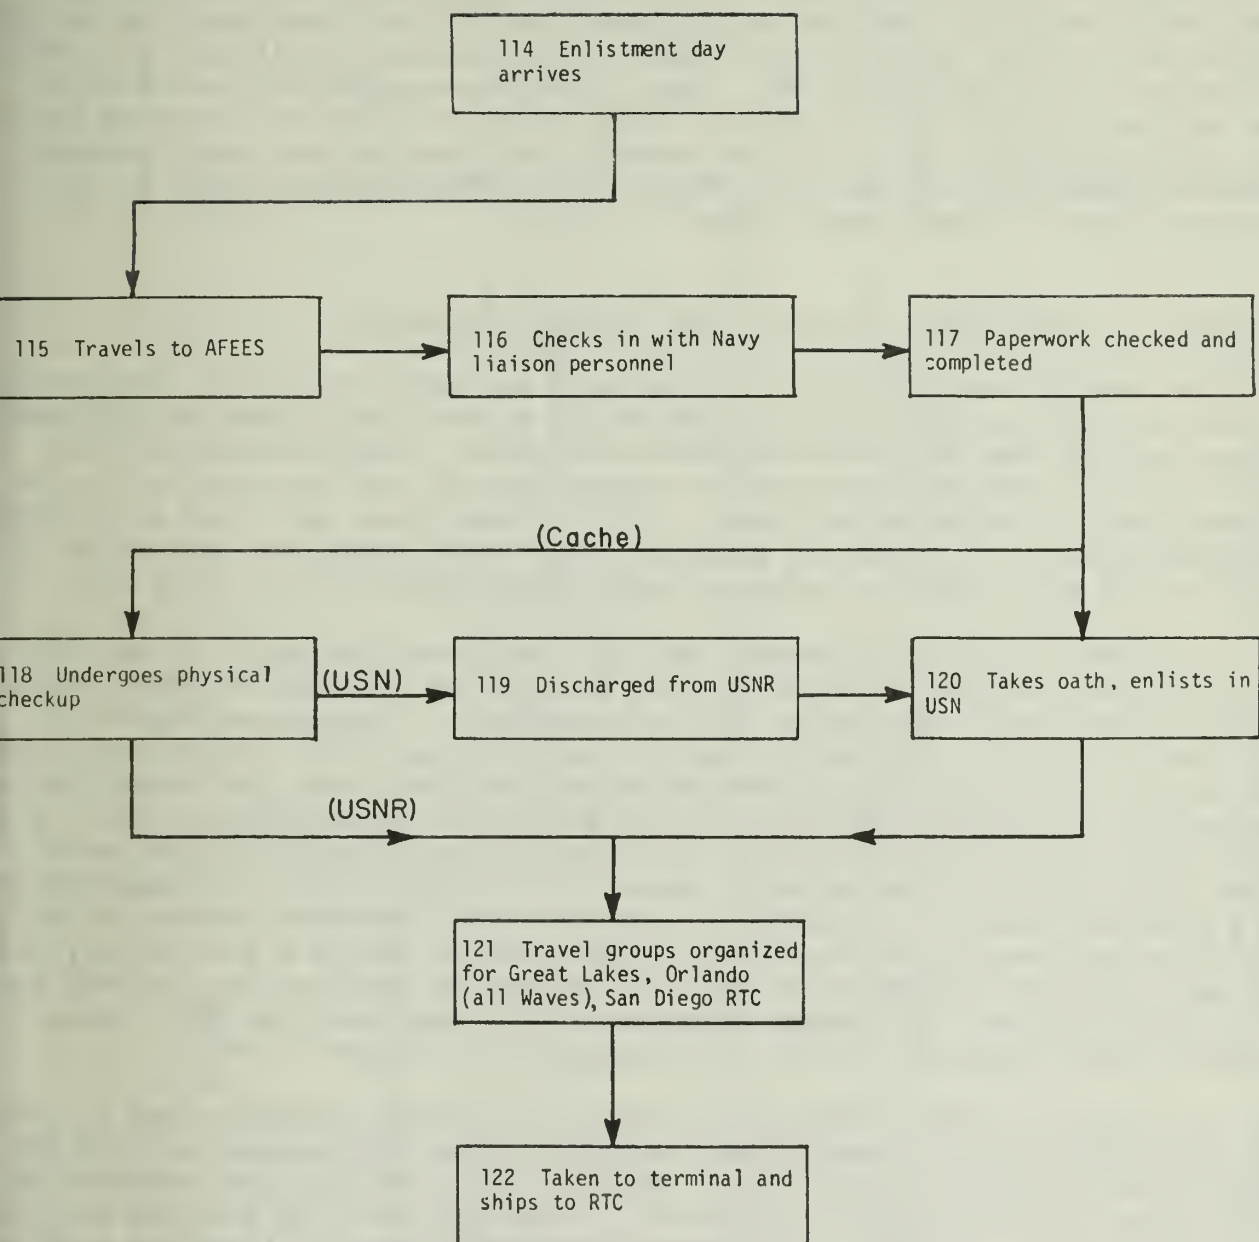 114 Enlistment day
arrives
115 Travels to AFEES
116 Checks in with Navy
liaison personnel
117 Paperwork checked and
completed
(Cache)
118 Undergoes physical
checkup
(USN)
119 Discharged from USNR
120 Takes oath, enlists in
USN
(USNR)
121 Travel groups organized
for Great Lakes, Orlando
(all Waves), San Diego RTC
122 Taken to terminal and
ships to RTC